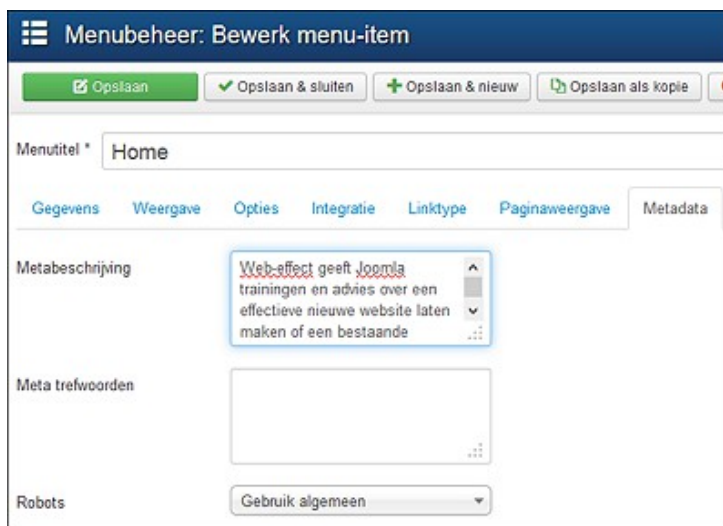 Menubeheer: Bewerk menu-item
Opslaan Opslaan & sluiten Opslaan & nieuw Opslaan als kopie
Menutitel * Home
Gegevens Weergave Opties Integratie Linktype Paginaweergave Metadata
Metabeschrijving
Web-effect geeft Joomla
trainingen en advies over een
effectieve nieuwe website laten
maken of een bestaande
Meta trefwoorden
Robots Gebruik algemeen